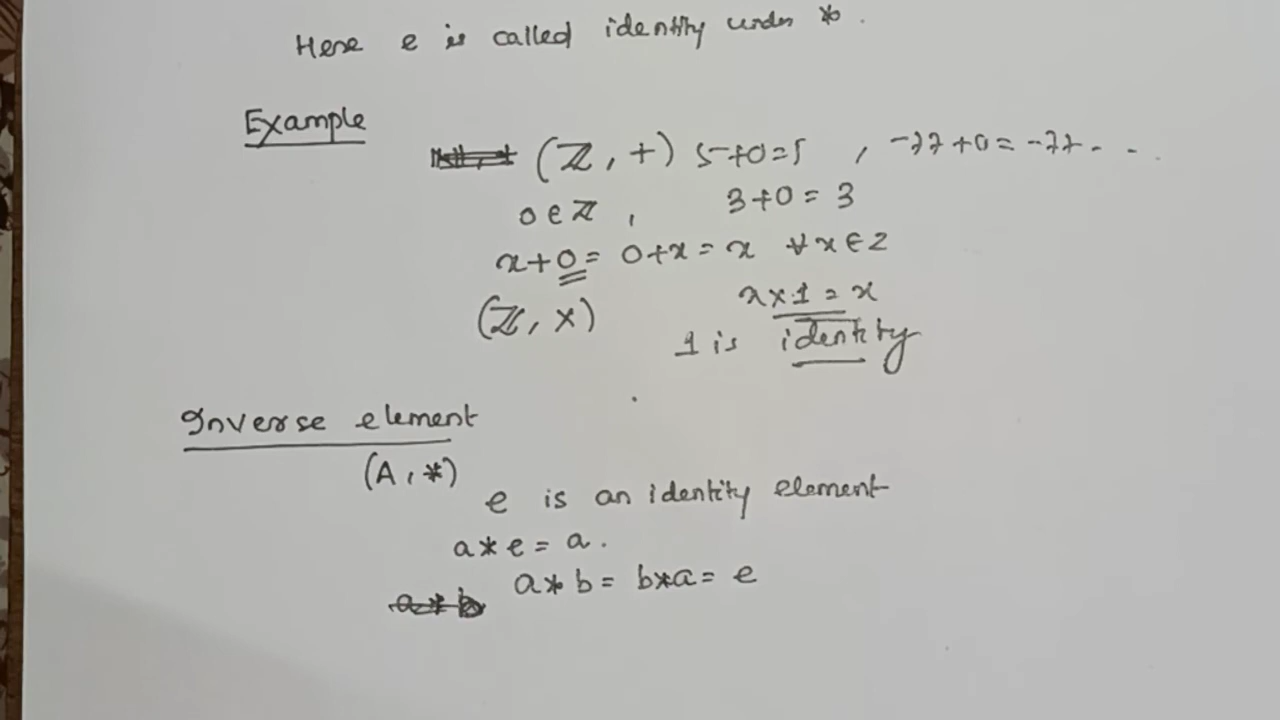 Here e is called identity under *.
Example
(ℤ, +) 5+0=5 , -77+0=-77- - .
0 ∈ ℤ , 3+0=3
x+0= 0+x= x ∀ x ∈ Z
(ℤ, ×) x×1=x
1 is identity
Inverse element
(A, *)
e is an identity element
a*e= a.
a*b= b*a= e
a*b